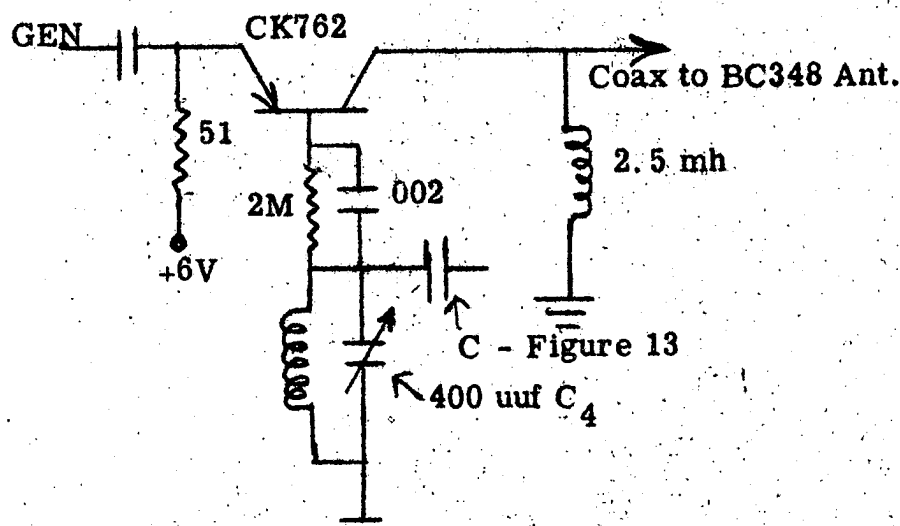 GEN
CK762
Coax to BC348 Ant.
51
2.5 mh
2M
002
+6V
C - Figure 13
400 uuf C4